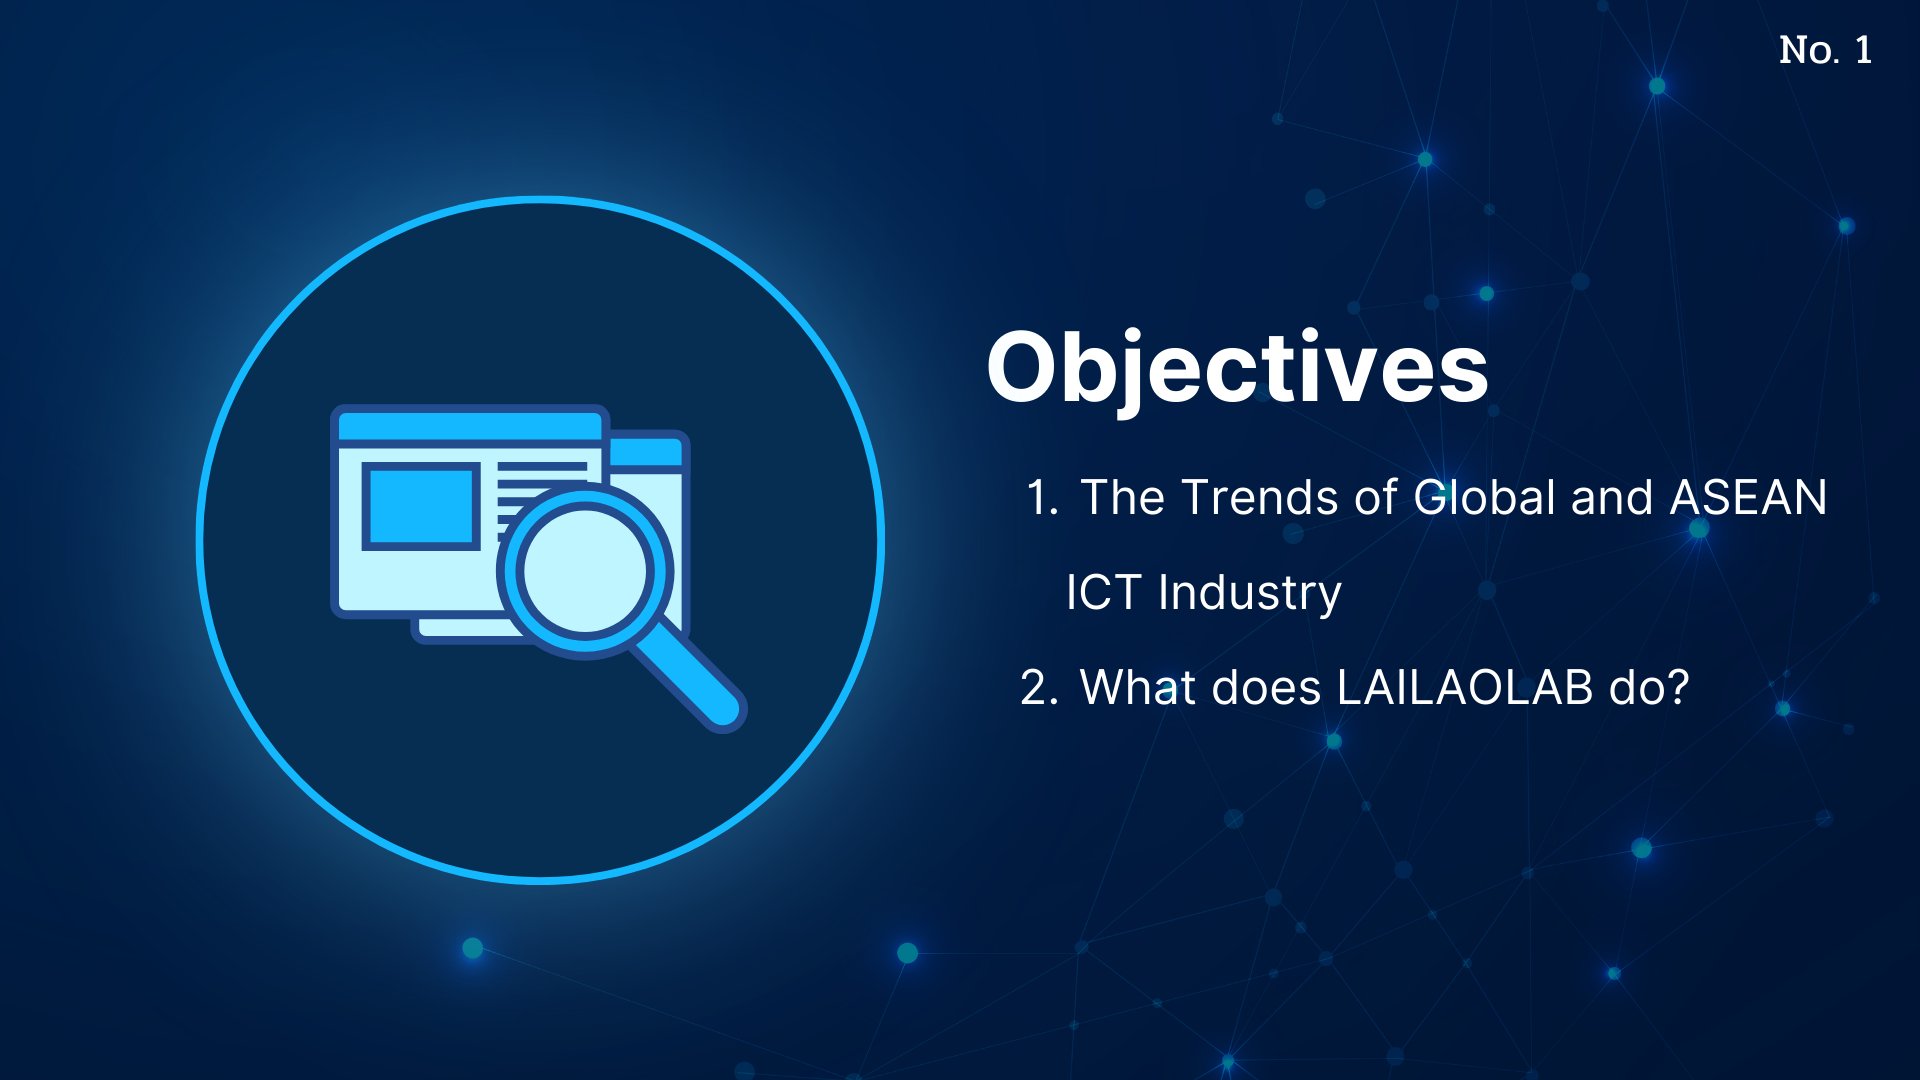 No. 1
Objectives
1. The Trends of Global and ASEAN
ICT Industry
2. What does LAILAOLAB do?